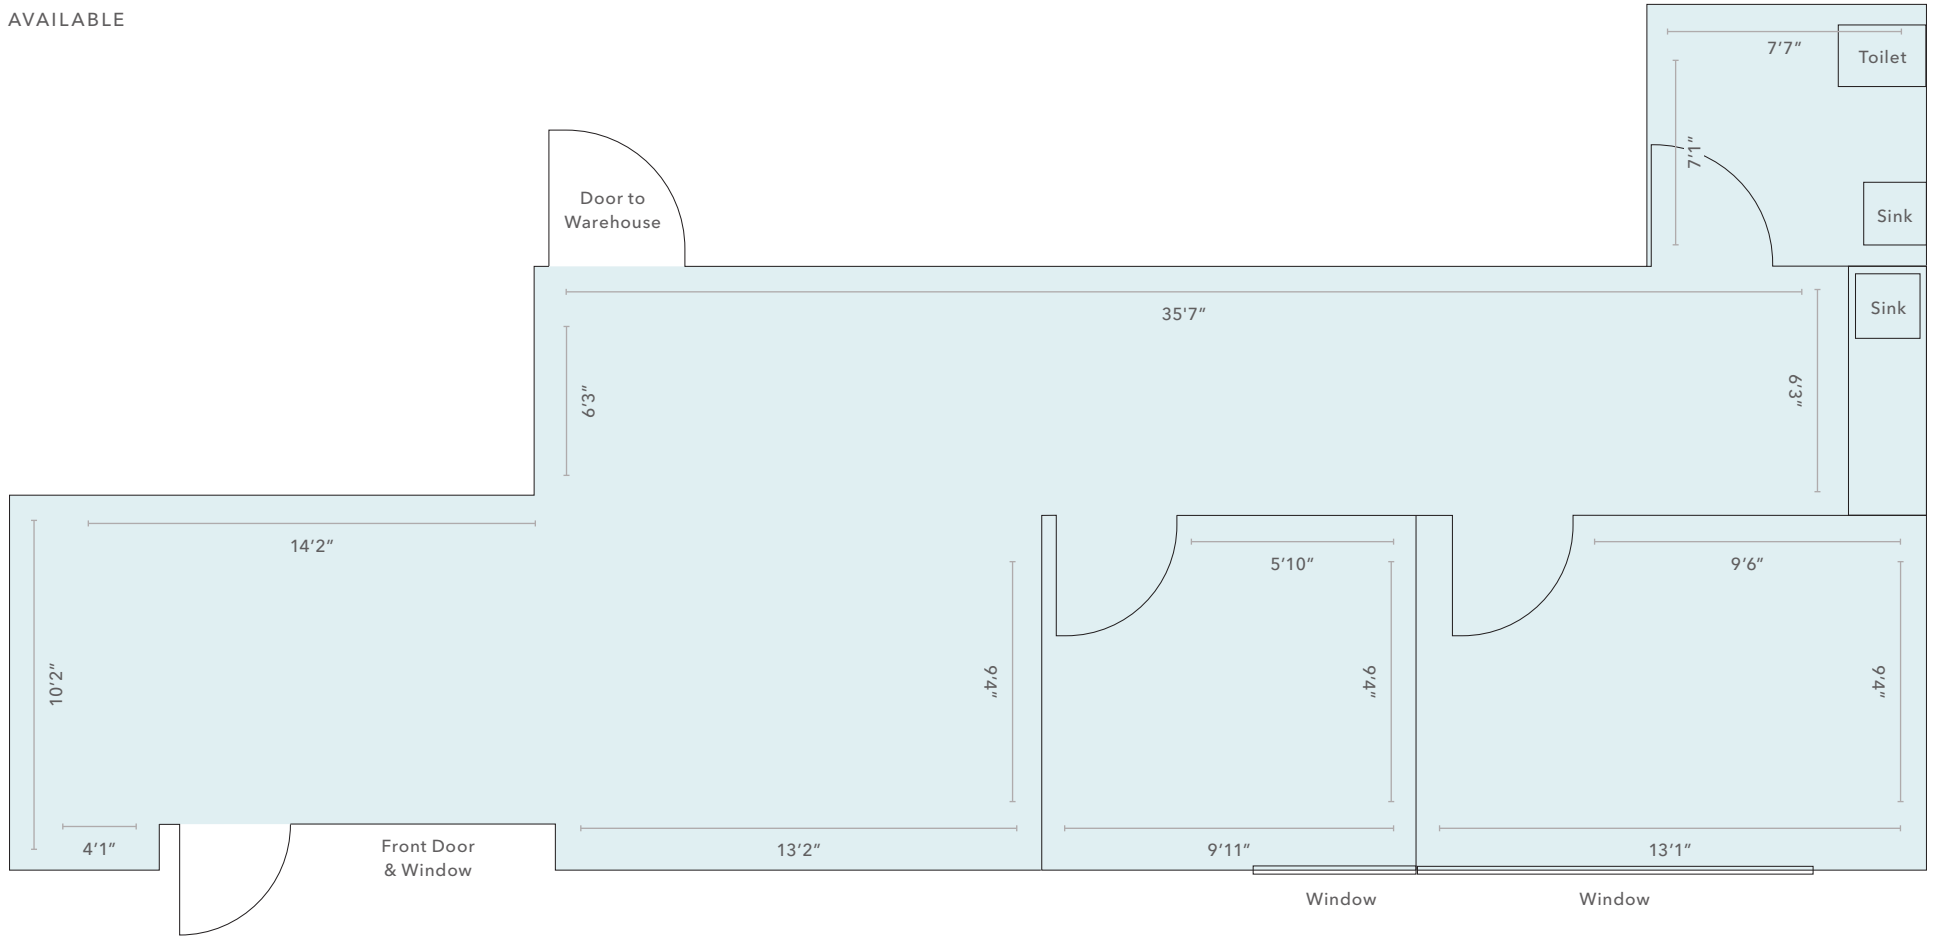 AVAILABLE
7’7”
Toilet
7’1”
Door to
Warehouse
Sink
35'7”
Sink
6’3”
6’3”
14’2”
5’10”
9’6”
10’2”
9’4”
9’4”
9’4”
4’1”
Front Door
& Window
13’2”
9’11”
13’1”
Window
Window